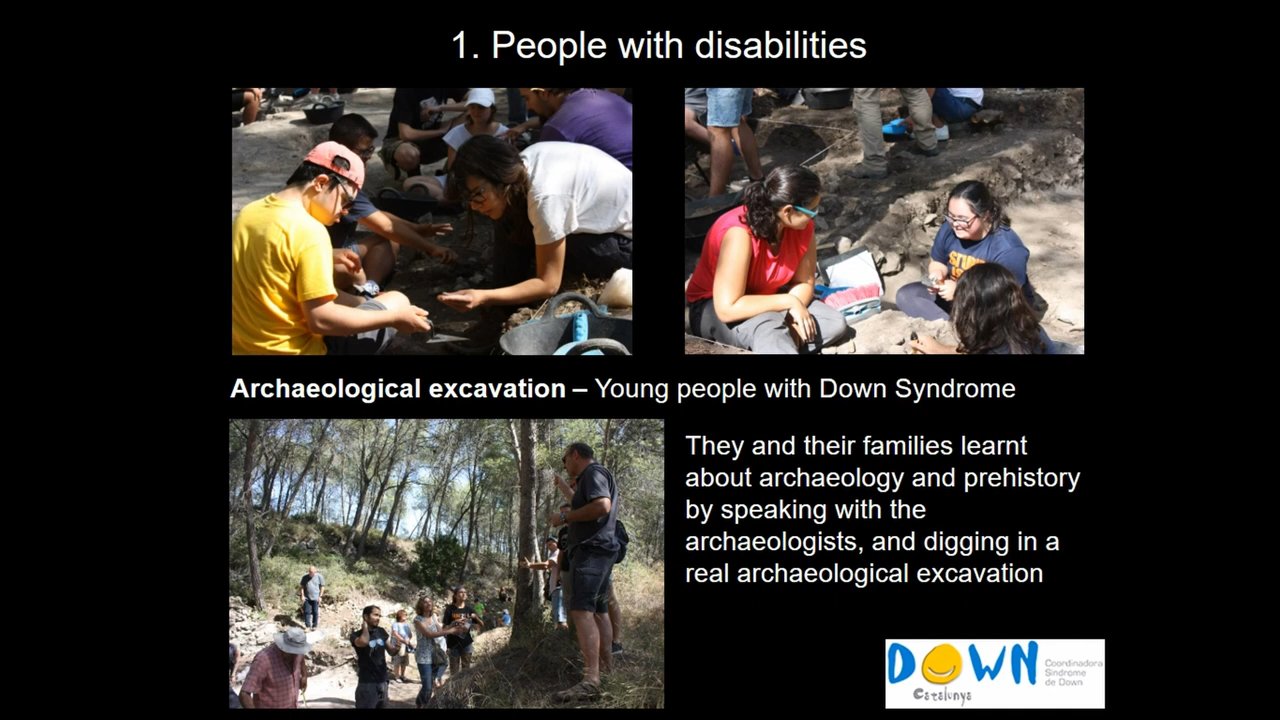 1. People with disabilities
Archaeological excavation – Young people with Down Syndrome
They and their families learnt
about archaeology and prehistory
by speaking with the
archaeologists, and digging in a
real archaeological excavation
DOWN
Catalunya
Coordinadora
Síndrome
de Down